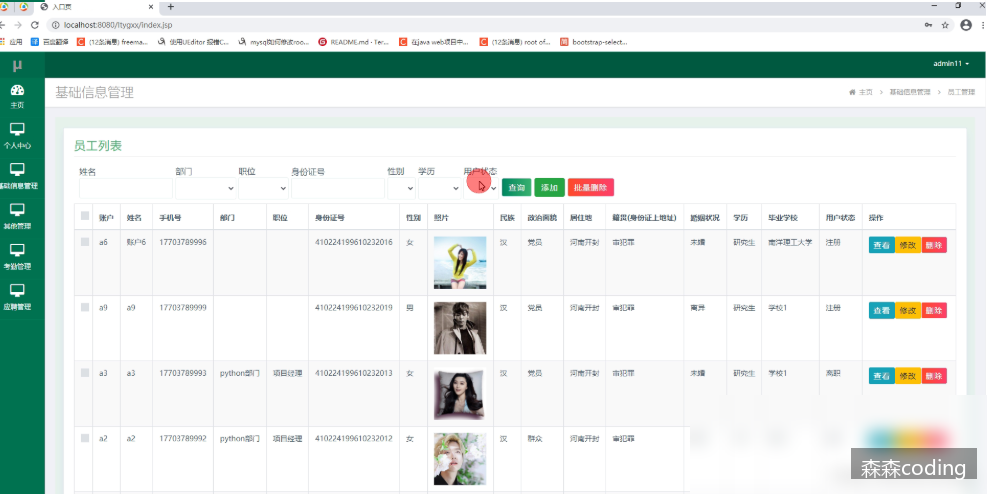 入口页
localhost:8080/ltygxx/index.jsp
应用 百度翻译 (12条消息) freema... 使用UEditor 报错C... mysql如何修改roo... README.md · Ter... 在java web项目中... (12条消息) root of... bootstrap-select...
μ
admin11
主页
个人中心
基础信息管理
其他管理
考勤管理
应聘管理
基础信息管理
主页 > 基础信息管理 > 员工管理
员工列表
姓名 部门 职位 身份证号 性别 学历 用户状态
查询 添加 批量删除
账户 姓名 手机号 部门 职位 身份证号 性别 照片 民族 政治面貌 居住地 籍贯(身份证上地址) 婚姻状况 学历 毕业学校 用户状态 操作
a6 账户6 17703789996 410224199610232016 女 汉 党员 河南开封 宙犯罪 未婚 研究生 南洋理工大学 注册 查看 修改 删除
a9 a9 17703789999 410224199610232019 男 汉 党员 河南开封 宙犯罪 离异 研究生 学校1 注册 查看 修改 删除
a3 a3 17703789993 python部门 项目经理 410224199610232013 女 汉 党员 河南开封 宙犯罪 未婚 研究生 学校1 离职 查看 修改 删除
a2 a2 17703789992 python部门 项目经理 410224199610232012 女 汉 群众 河南开封 宙犯罪
森森coding